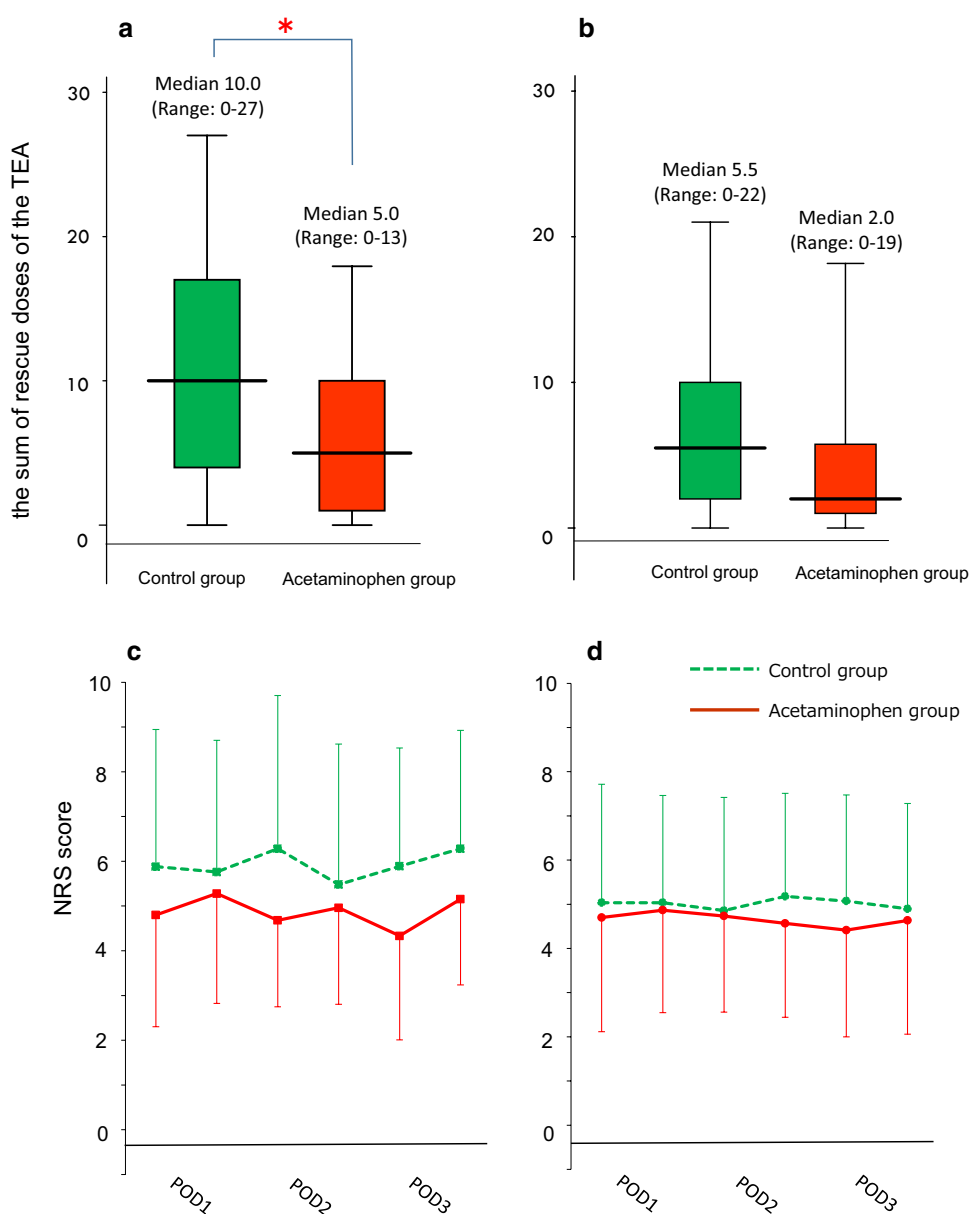 a
*
Median 10.0
(Range: 0-27)
Median 5.0
(Range: 0-13)
the sum of rescue doses of the TEA
30
20
10
0
Control group
Acetaminophen group
b
Median 5.5
(Range: 0-22)
Median 2.0
(Range: 0-19)
30
20
10
0
Control group
Acetaminophen group
c
NRS score
10
8
6
4
2
0
POD1
POD2
POD3
d
Control group
Acetaminophen group
10
8
6
4
2
0
POD1
POD2
POD3